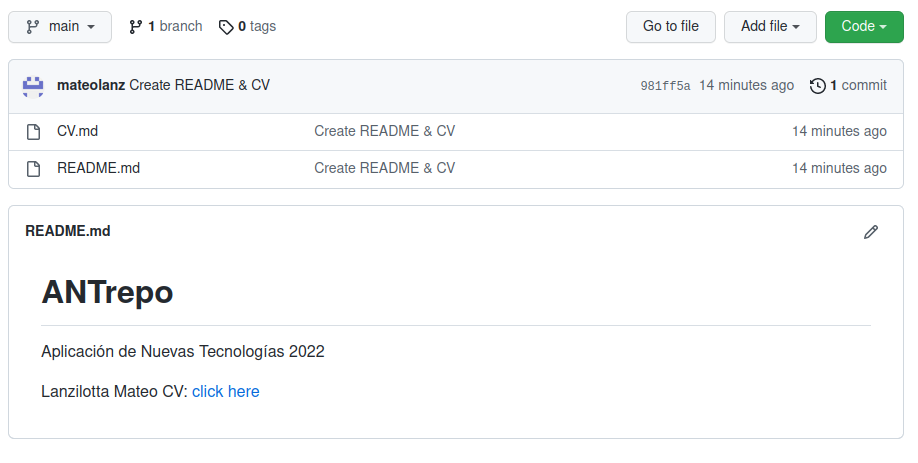 main 1 branch 0 tags Go to file Add file Code
mateolanz Create README & CV 981ff5a 14 minutes ago 1 commit
CV.md Create README & CV 14 minutes ago
README.md Create README & CV 14 minutes ago
README.md
ANTrepo
Aplicación de Nuevas Tecnologías 2022
Lanzilotta Mateo CV: click here